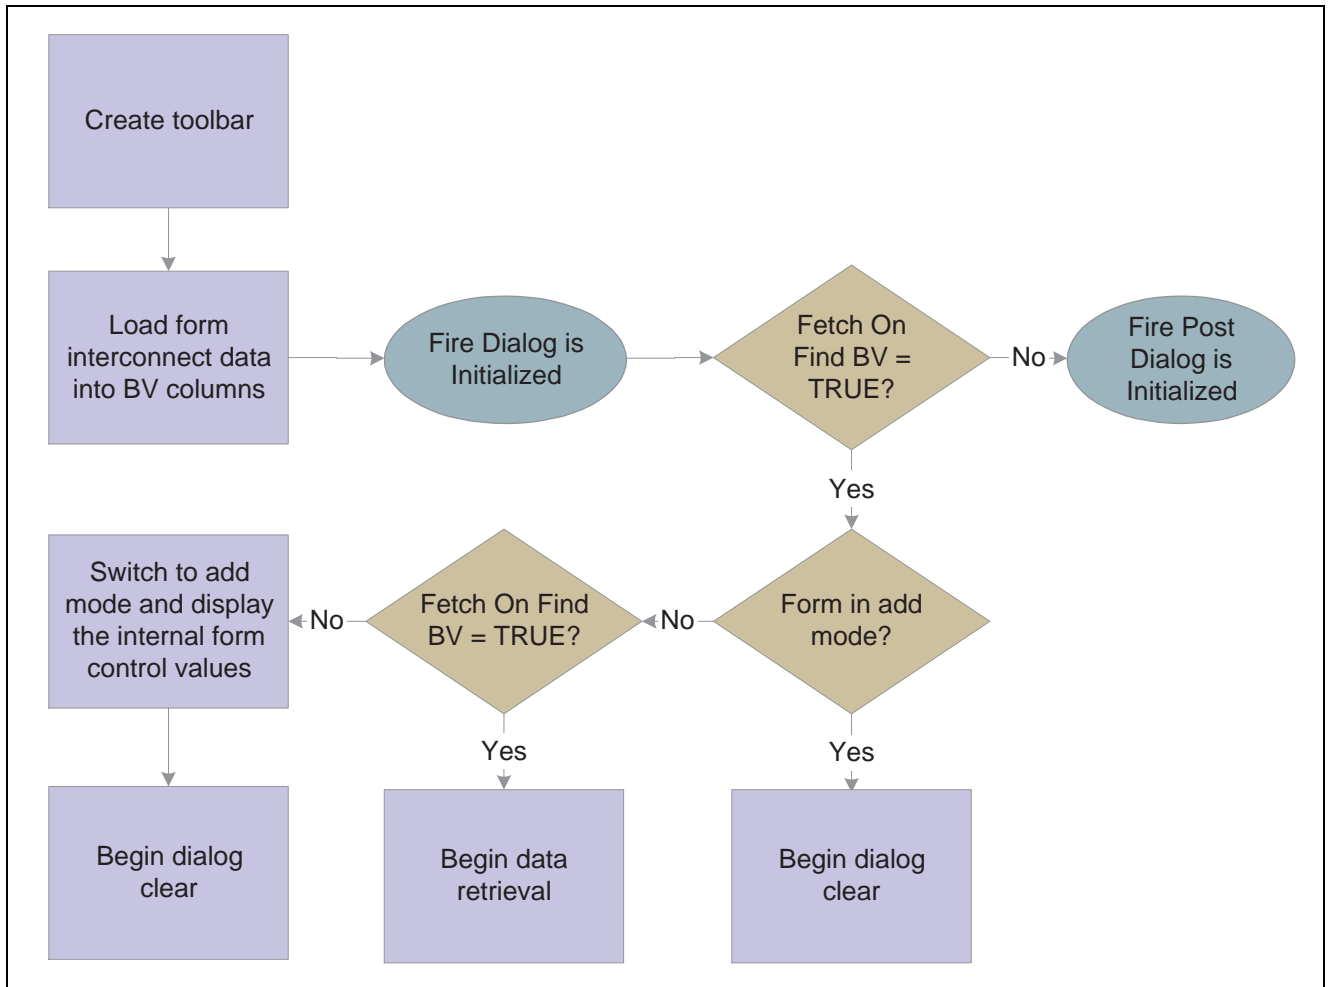 Create toolbar
Load form
interconnect data
into BV columns
Fire Dialog is
Initialized
Fetch On
Find BV =
TRUE?
No
Fire Post
Dialog is
Initialized
Yes
Switch to add
mode and display
the internal form
control values
No
Fetch On Find
BV = TRUE?
No
Form in add
mode?
Yes
Yes
Begin dialog
clear
Begin data
retrieval
Begin dialog
clear